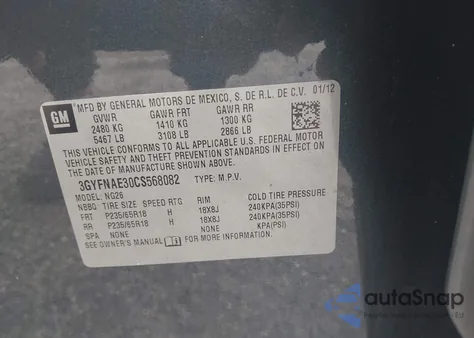 GM
MFD BY GENERAL MOTORS DE MEXICO, S. DE R.L. DE C.V. 01/12
GVWR GAWR FRT GAWR RR
2480 KG 1410 KG 1300 KG
5467 LB 3108 LB 2866 LB
THIS VEHICLE CONFORMS TO ALL APPLICABLE U.S. FEDERAL MOTOR
VEHICLE SAFETY AND THEFT PREVENTION STANDARDS IN EFFECT ON
THE DATE OF MANUFACTURE SHOWN ABOVE.
3GYFNAE30CS568082 TYPE: M.P.V.
MODEL: NG26
NBBQ TIRE SIZE SPEED RTG RIM COLD TIRE PRESSURE
FRT P235/65R18 H 18X8J 240KPA(35PSI)
RR P235/65R18 H 18X8J 240KPA(35PSI)
SPA NONE NONE KPA(PSI)
SEE OWNER'S MANUAL FOR MORE INFORMATION.
autoSnap